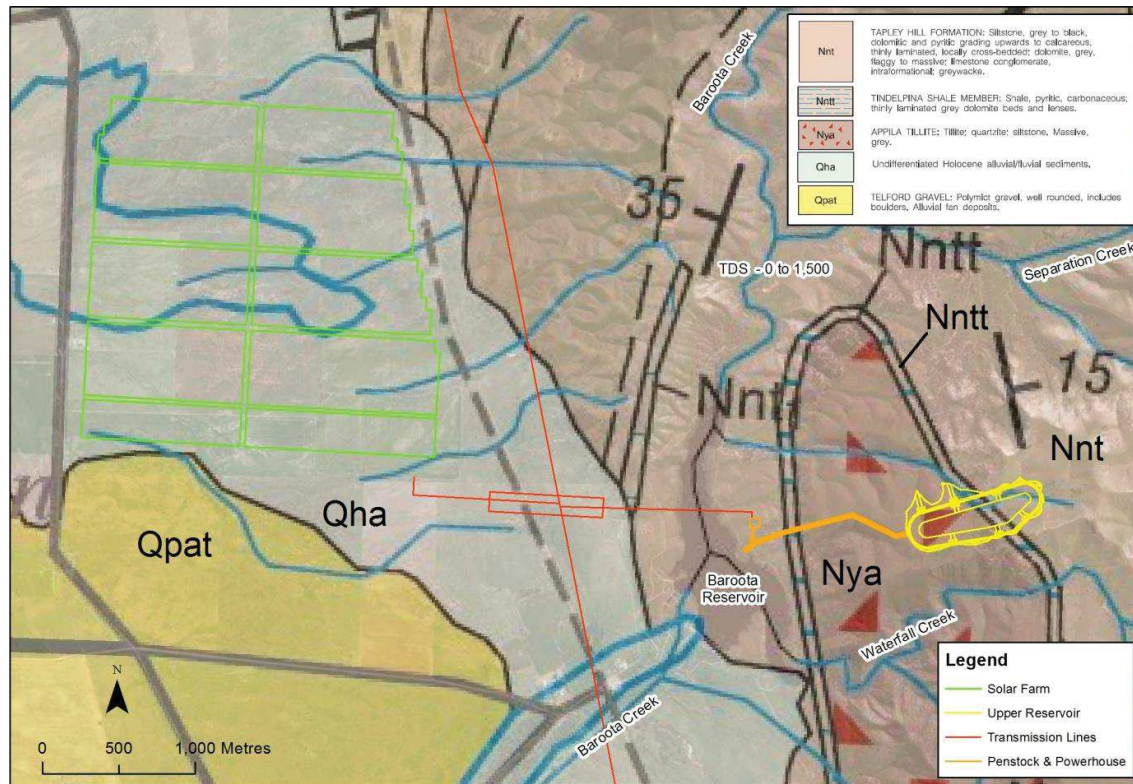 Nnt
TAPLEY HILL FORMATION: Siltstone, grey to black,
dolomitic and pyritic grading upwards to calcareous,
thinly laminated, locally cross-bedded; dolomite, grey,
flaggy to massive; limestone conglomerate,
intraformational; greywacke.
Nntt
TINDELPINA SHALE MEMBER: Shale, pyritic, carbonaceous;
thinly laminated grey dolomite beds and lenses.
Nya
APPILA TILLITE: Tillite; quartzite; siltstone. Massive,
grey.
Qha
Undifferentiated Holocene alluvial/fluvial sediments.
Qpat
TELFORD GRAVEL: Polymict gravel, well rounded, includes
boulders. Alluvial fan deposits.
Baroota Creek
35
Nntt
TDS - 0 to 1,500
Separation Creek
Nntt
15
Nntt
Nnt
Qha
Qpat
Nya
Baroota
Reservoir
Waterfall Creek
Baroota Creek
N
0 500 1,000 Metres
Legend
Solar Farm
Upper Reservoir
Transmission Lines
Penstock & Powerhouse